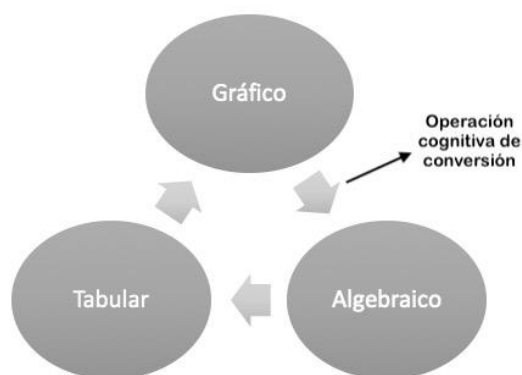 Gráfico
Operación
cognitiva de
conversión
Tabular
Algebraico